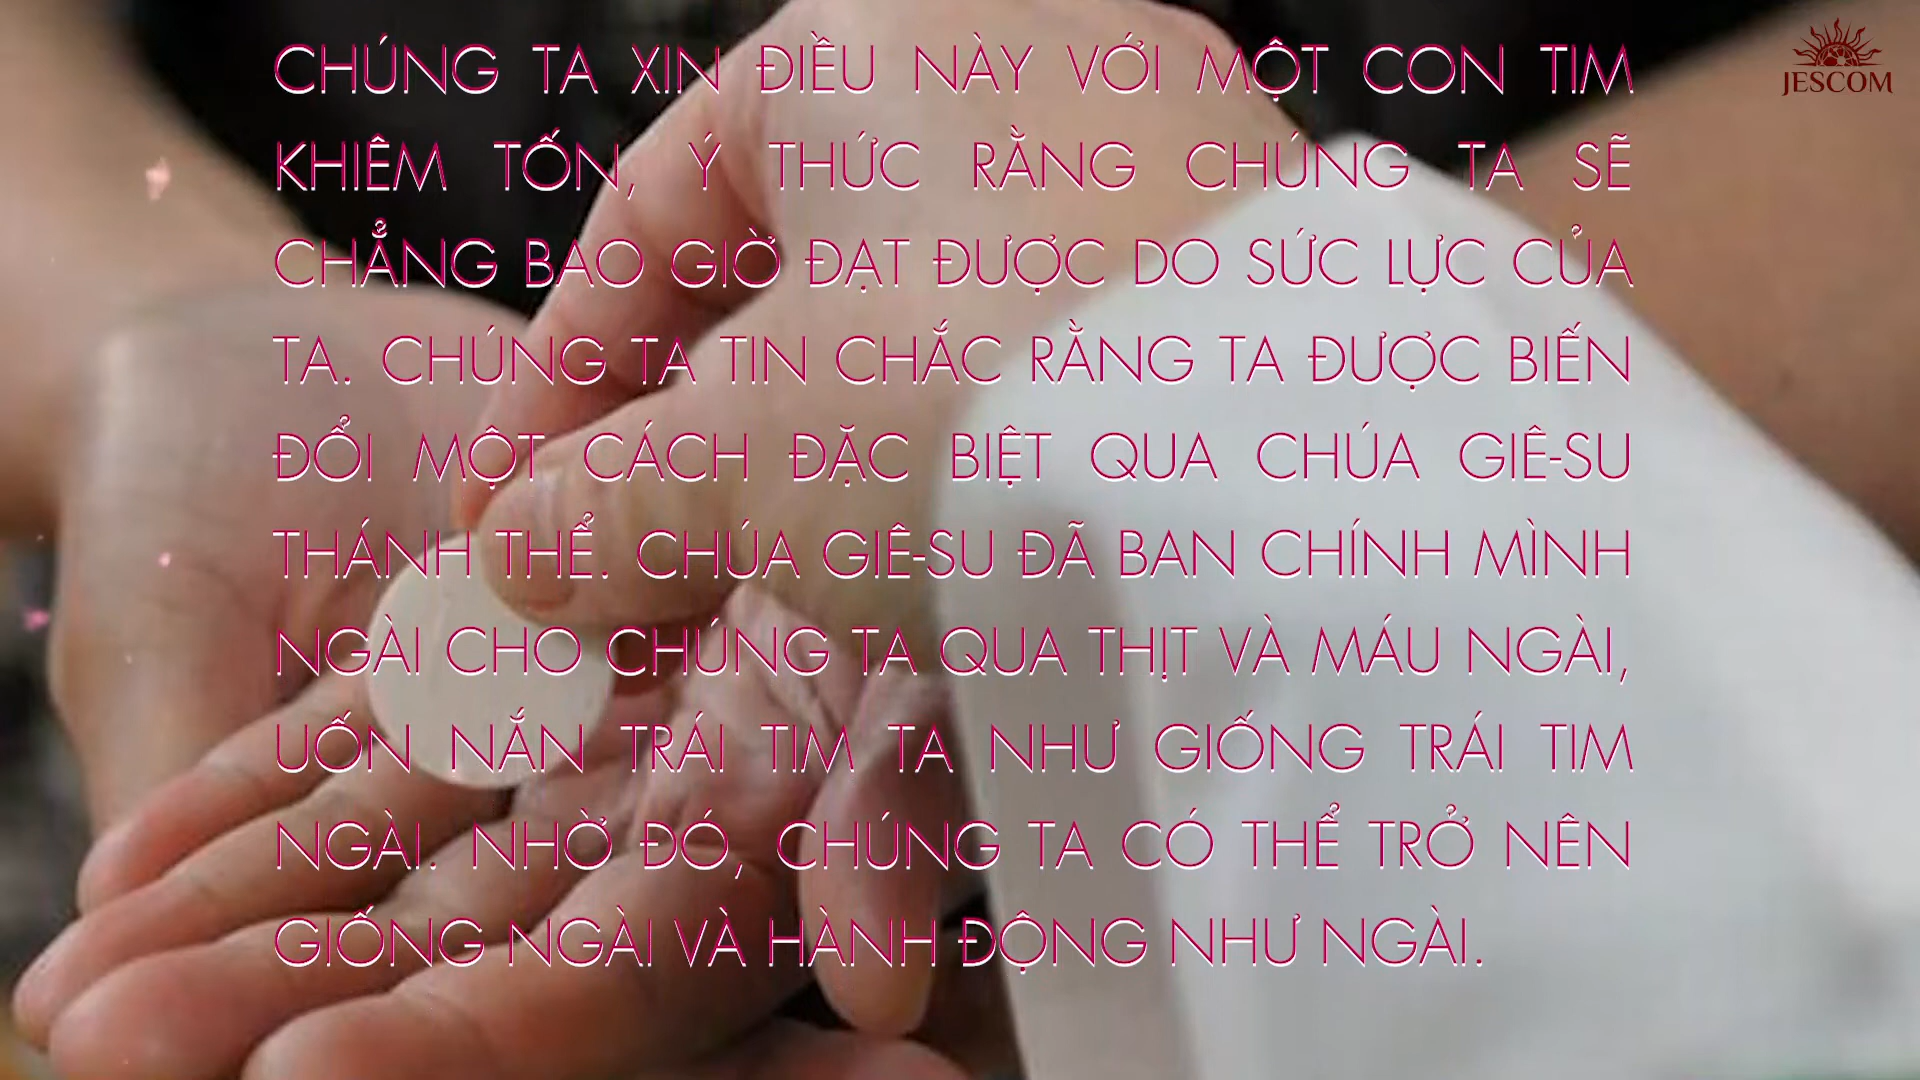 CHÚNG TA XIN ĐIỀU NÀY VỚI MỘT CON TIM
KHIÊM TỐN, Ý THỨC RẰNG CHÚNG TA SẼ
CHẲNG BAO GIỜ ĐẠT ĐƯỢC DO SỨC LỰC CỦA
TA. CHÚNG TA TIN CHẮC RẰNG TA ĐƯỢC BIẾN
ĐỔI MỘT CÁCH ĐẶC BIỆT QUA CHÚA GIÊ-SU
THÁNH THỂ. CHÚA GIÊ-SU ĐÃ BAN CHÍNH MÌNH
NGÀI CHO CHÚNG TA QUA THỊT VÀ MÁU NGÀI,
UỐN NẮN TRÁI TIM TA NHƯ GIỐNG TRÁI TIM
NGÀI. NHỜ ĐÓ, CHÚNG TA CÓ THỂ TRỞ NÊN
GIỐNG NGÀI VÀ HÀNH ĐỘNG NHƯ NGÀI.
JESCOM